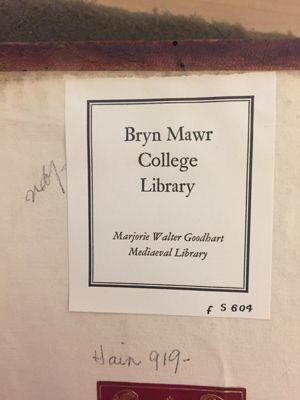 Bryn Mawr
College
Library
Marjorie Walter Goodhart
Mediaeval Library
f S 604
Hain 919-